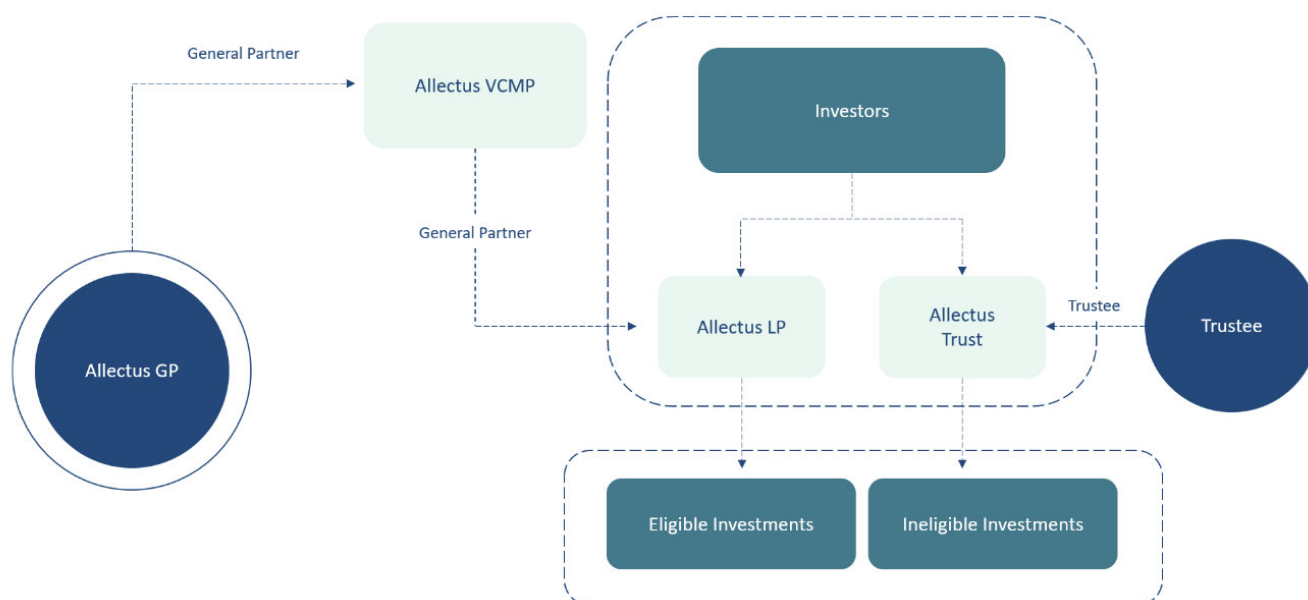 General Partner
Allectus VCMP
Investors
General Partner
Allectus LP
Allectus
Trust
Trustee
Trustee
Allectus GP
Eligible Investments
Ineligible Investments